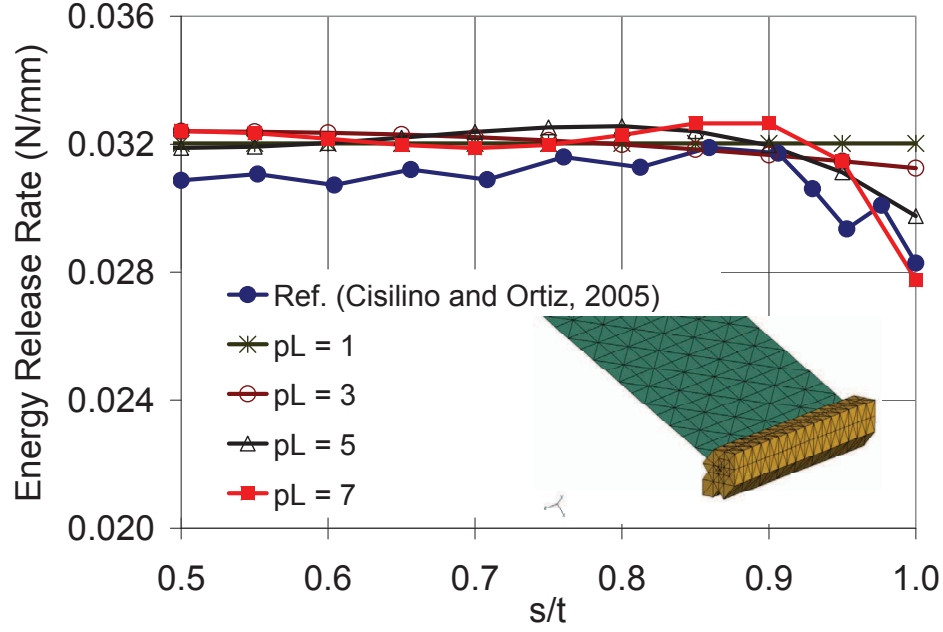 Energy Release Rate (N/mm)
0.036
0.032
0.028
0.024
0.020
Ref. (Cisilino and Ortiz, 2005)
pL = 1
pL = 3
pL = 5
pL = 7
0.5 0.6 0.7 0.8 0.9 1.0
s/t